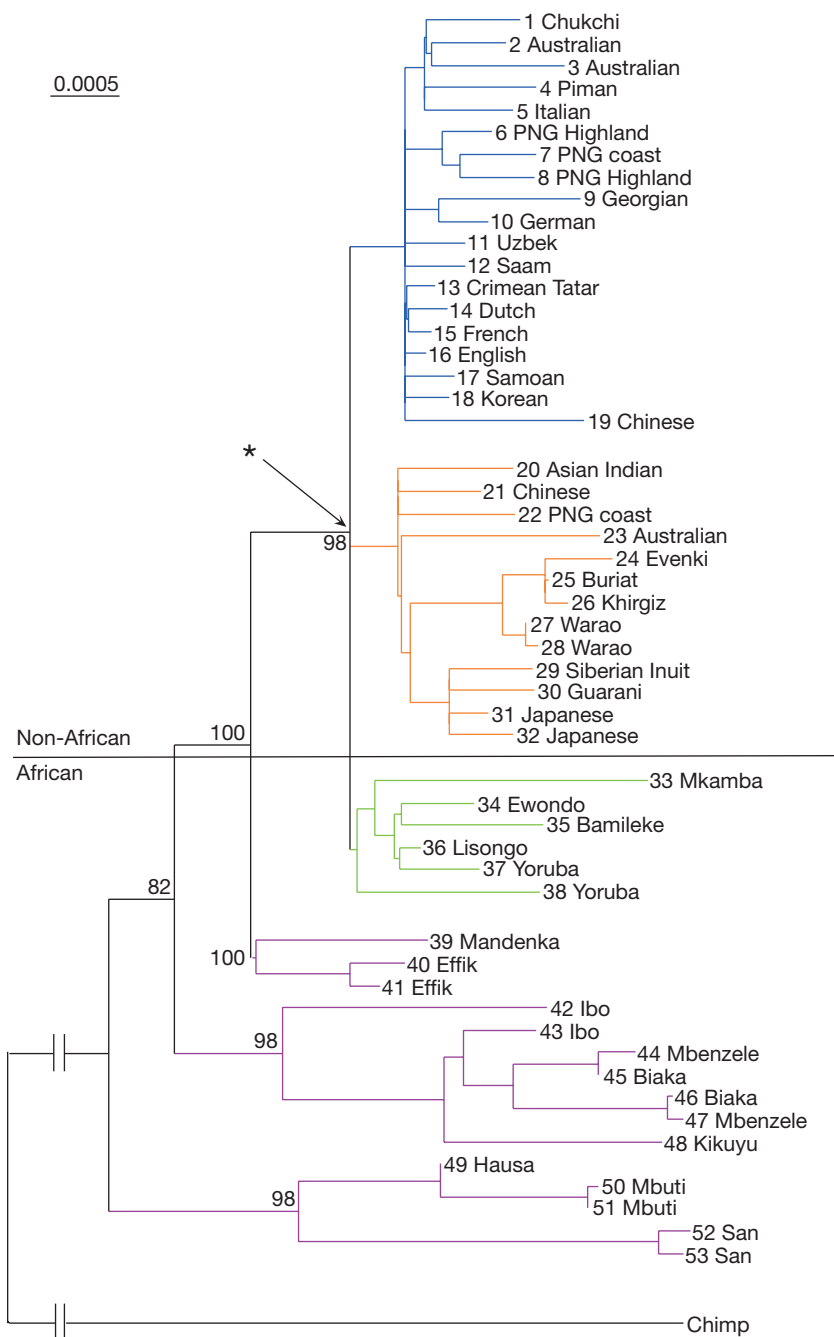 1 Chukchi
2 Australian
0.0005
3 Australian
4 Piman
5 Italian
6 PNG Highland
7 PNG coast
8 PNG Highland
9 Georgian
10 German
11 Uzbek
12 Saam
13 Crimean Tatar
14 Dutch
15 French
16 English
17 Samoan
18 Korean
19 Chinese
*
20 Asian Indian
21 Chinese
22 PNG coast
98
23 Australian
24 Evenki
25 Buriat
26 Khirgiz
27 Warao
28 Warao
29 Siberian Inuit
30 Guarani
31 Japanese
100
32 Japanese
Non-African
African
33 Mkamba
34 Ewondo
35 Bamileke
36 Lisongo
37 Yoruba
82
38 Yoruba
39 Mandenka
100
40 Effik
41 Effik
42 Ibo
98
43 Ibo
44 Mbenzele
45 Biaka
46 Biaka
47 Mbenzele
48 Kikuyu
49 Hausa
98
50 Mbuti
51 Mbuti
52 San
53 San
Chimp